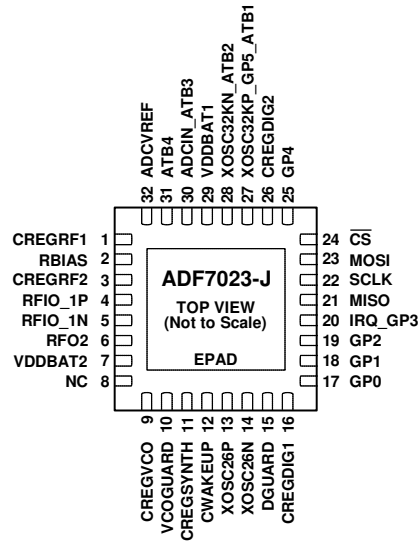 32 ADCVREF
31 ATB4
30 ADCIN_ATB3
29 VDDBAT1
28 XOSC32KN_ATB2
27 XOSC32KP_GP5_ATB1
26 CREGDIG2
25 GP4
CREGRF1 1
RBIAS 2
CREGRF2 3
RFIO_1P 4
RFIO_1N 5
RFO2 6
VDDBAT2 7
NC 8
ADF7023-J
TOP VIEW
(Not to Scale)
EPAD
24 CS
23 MOSI
22 SCLK
21 MISO
20 IRQ_GP3
19 GP2
18 GP1
17 GP0
CREGVCO 9
VCOGUARD 10
CREGSYNTH 11
CWAKEUP 12
XOSC26P 13
XOSC26N 14
DGUARD 15
CREGDIG1 16